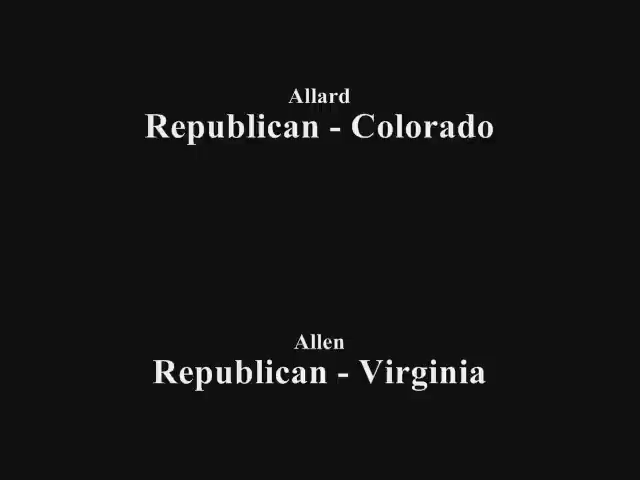 Allard
Republican - Colorado
Allen
Republican - Virginia